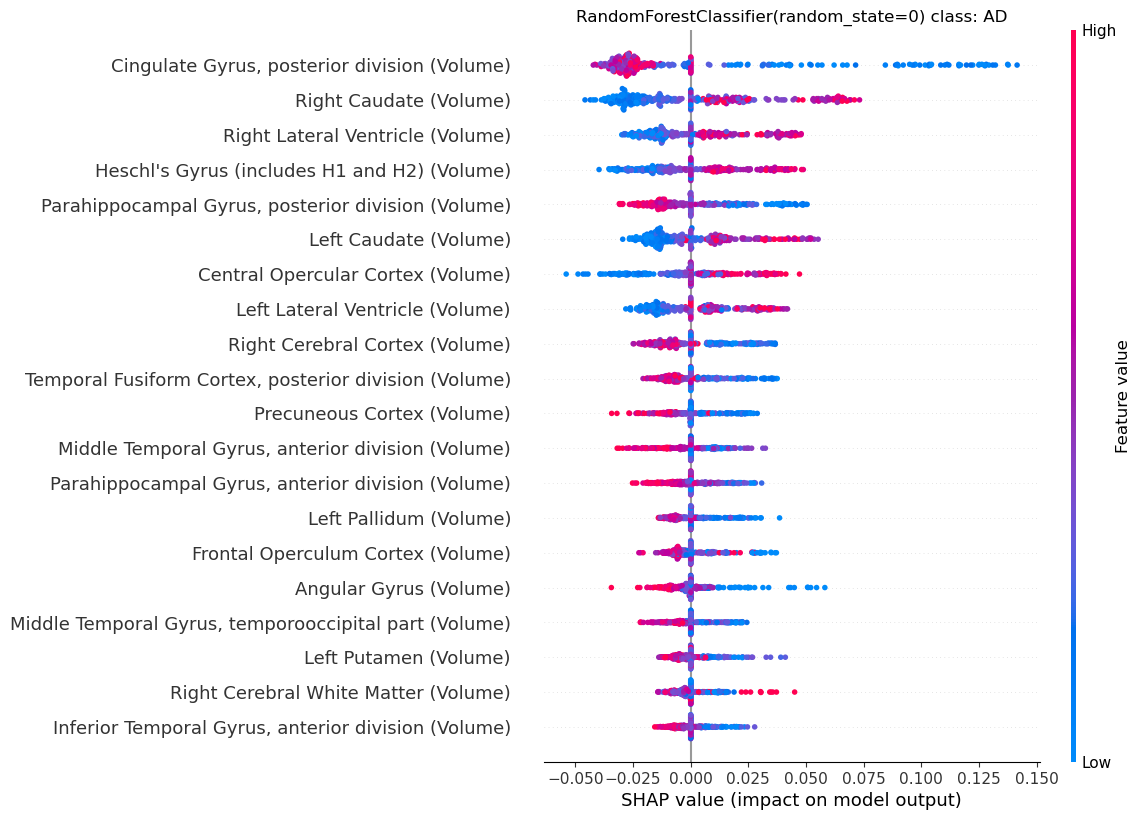 RandomForestClassifier(random_state=0) class: AD
High
Cingulate Gyrus, posterior division (Volume)
Right Caudate (Volume)
Right Lateral Ventricle (Volume)
Heschl's Gyrus (includes H1 and H2) (Volume)
Parahippocampal Gyrus, posterior division (Volume)
Left Caudate (Volume)
Central Opercular Cortex (Volume)
Left Lateral Ventricle (Volume)
Right Cerebral Cortex (Volume)
Temporal Fusiform Cortex, posterior division (Volume)
Precuneous Cortex (Volume)
Middle Temporal Gyrus, anterior division (Volume)
Parahippocampal Gyrus, anterior division (Volume)
Left Pallidum (Volume)
Frontal Operculum Cortex (Volume)
Angular Gyrus (Volume)
Middle Temporal Gyrus, temporooccipital part (Volume)
Left Putamen (Volume)
Right Cerebral White Matter (Volume)
Inferior Temporal Gyrus, anterior division (Volume)
Feature value
Low
−0.050 −0.025 0.000 0.025 0.050 0.075 0.100 0.125 0.150
SHAP value (impact on model output)